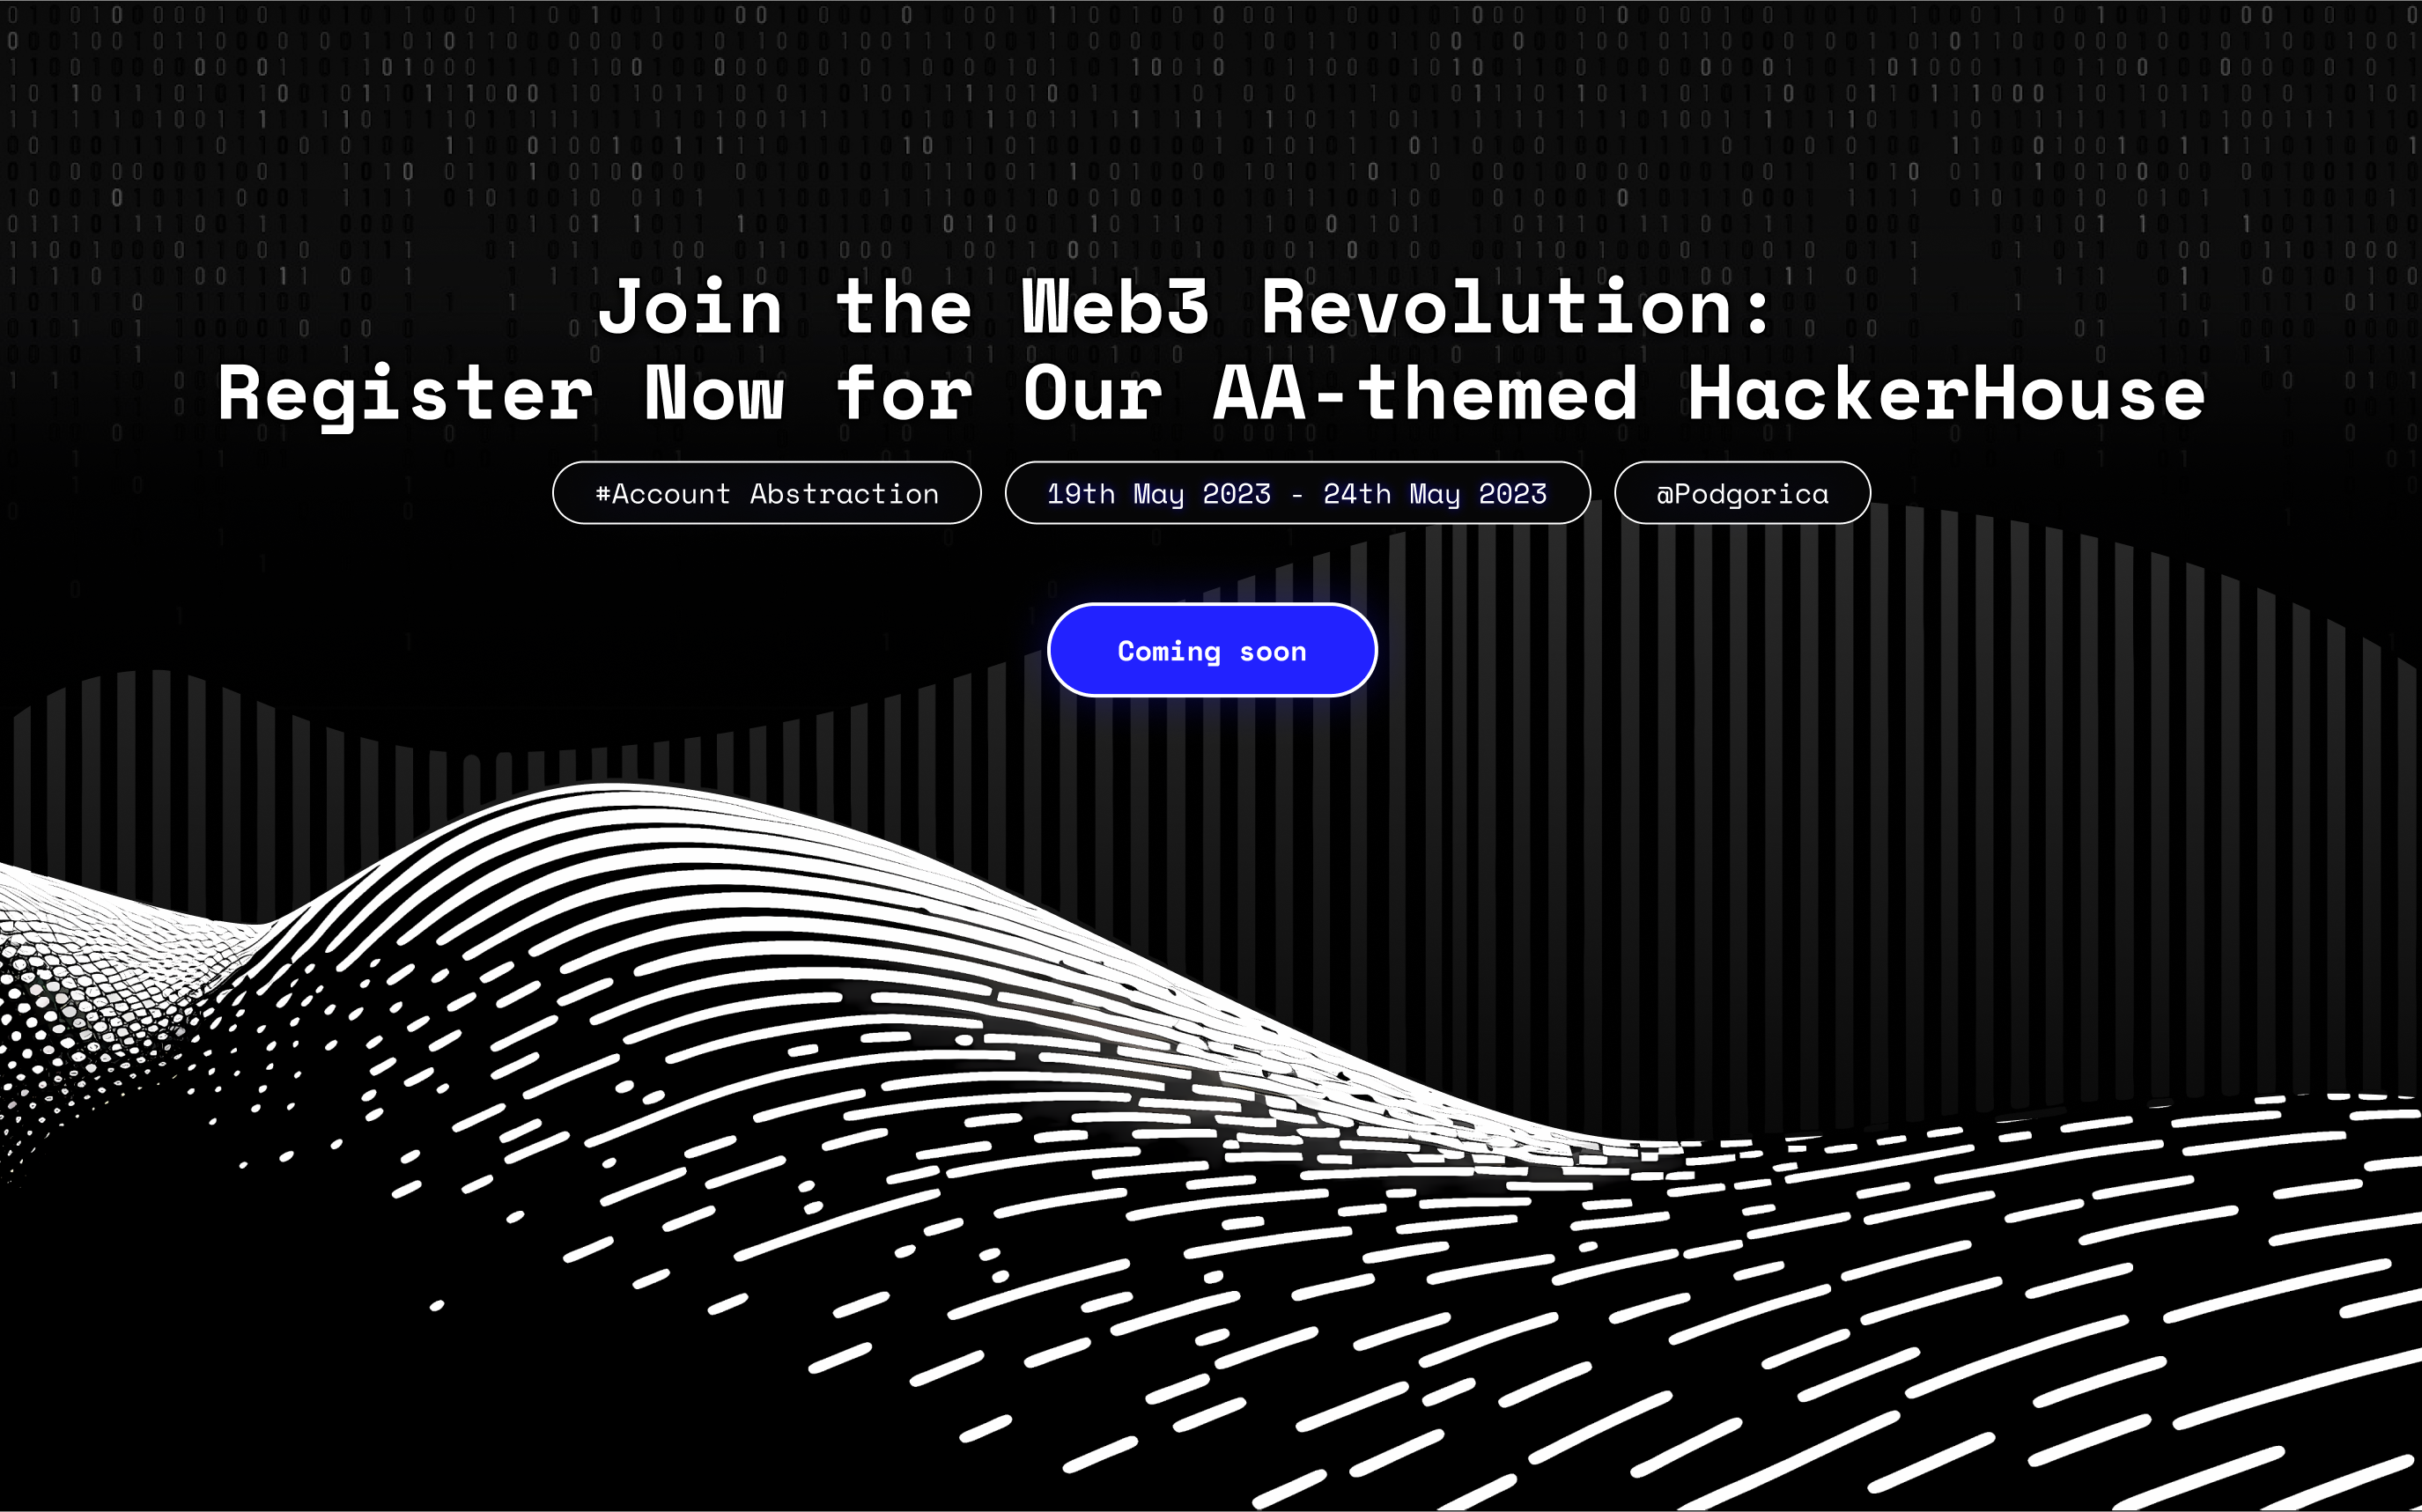 Join the Web3 Revolution:
Register Now for Our AA-themed HackerHouse
#Account Abstraction
19th May 2023 - 24th May 2023
@Podgorica
Coming soon